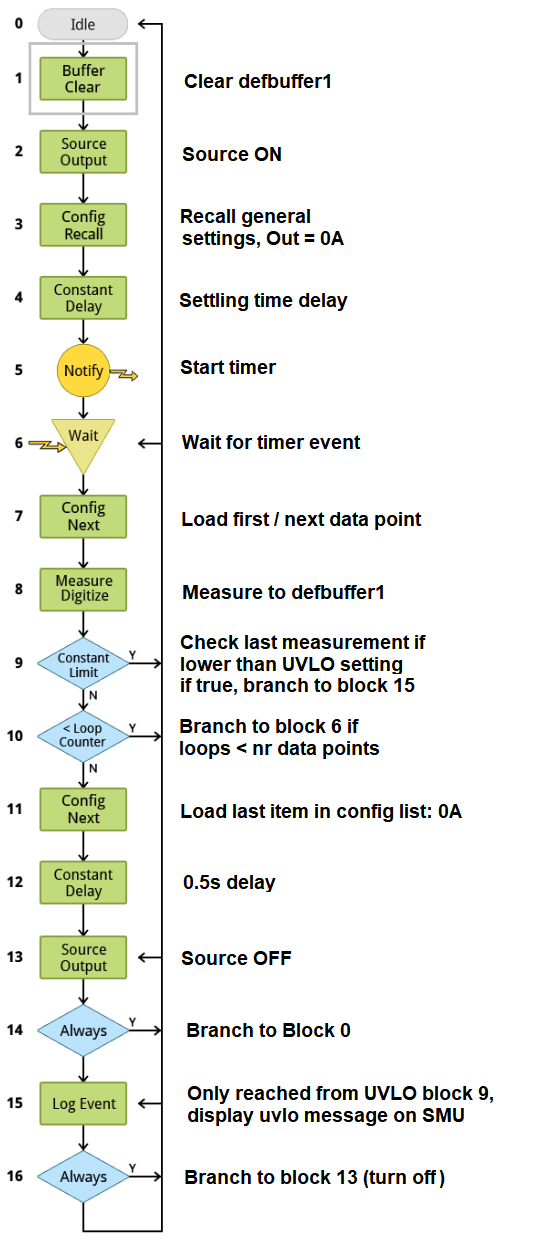 0
Idle
1
Buffer
Clear
Clear defbuffer1
2
Source
Output
Source ON
3
Config
Recall
Recall general
settings, Out = 0A
4
Constant
Delay
Settling time delay
5
Notify
Start timer
6
Wait
Wait for timer event
7
Config
Next
Load first / next data point
8
Measure
Digitize
Measure to defbuffer1
9
Constant
Limit
Y
N
Check last measurement if
lower than UVLO setting
if true, branch to block 15
10
< Loop
Counter
Y
N
Branch to block 6 if
loops < nr data points
11
Config
Next
Load last item in config list: 0A
12
Constant
Delay
0.5s delay
13
Source
Output
Source OFF
14
Always
Y
Branch to Block 0
15
Log Event
Only reached from UVLO block 9,
display uvlo message on SMU
16
Always
Y
Branch to block 13 (turn off)